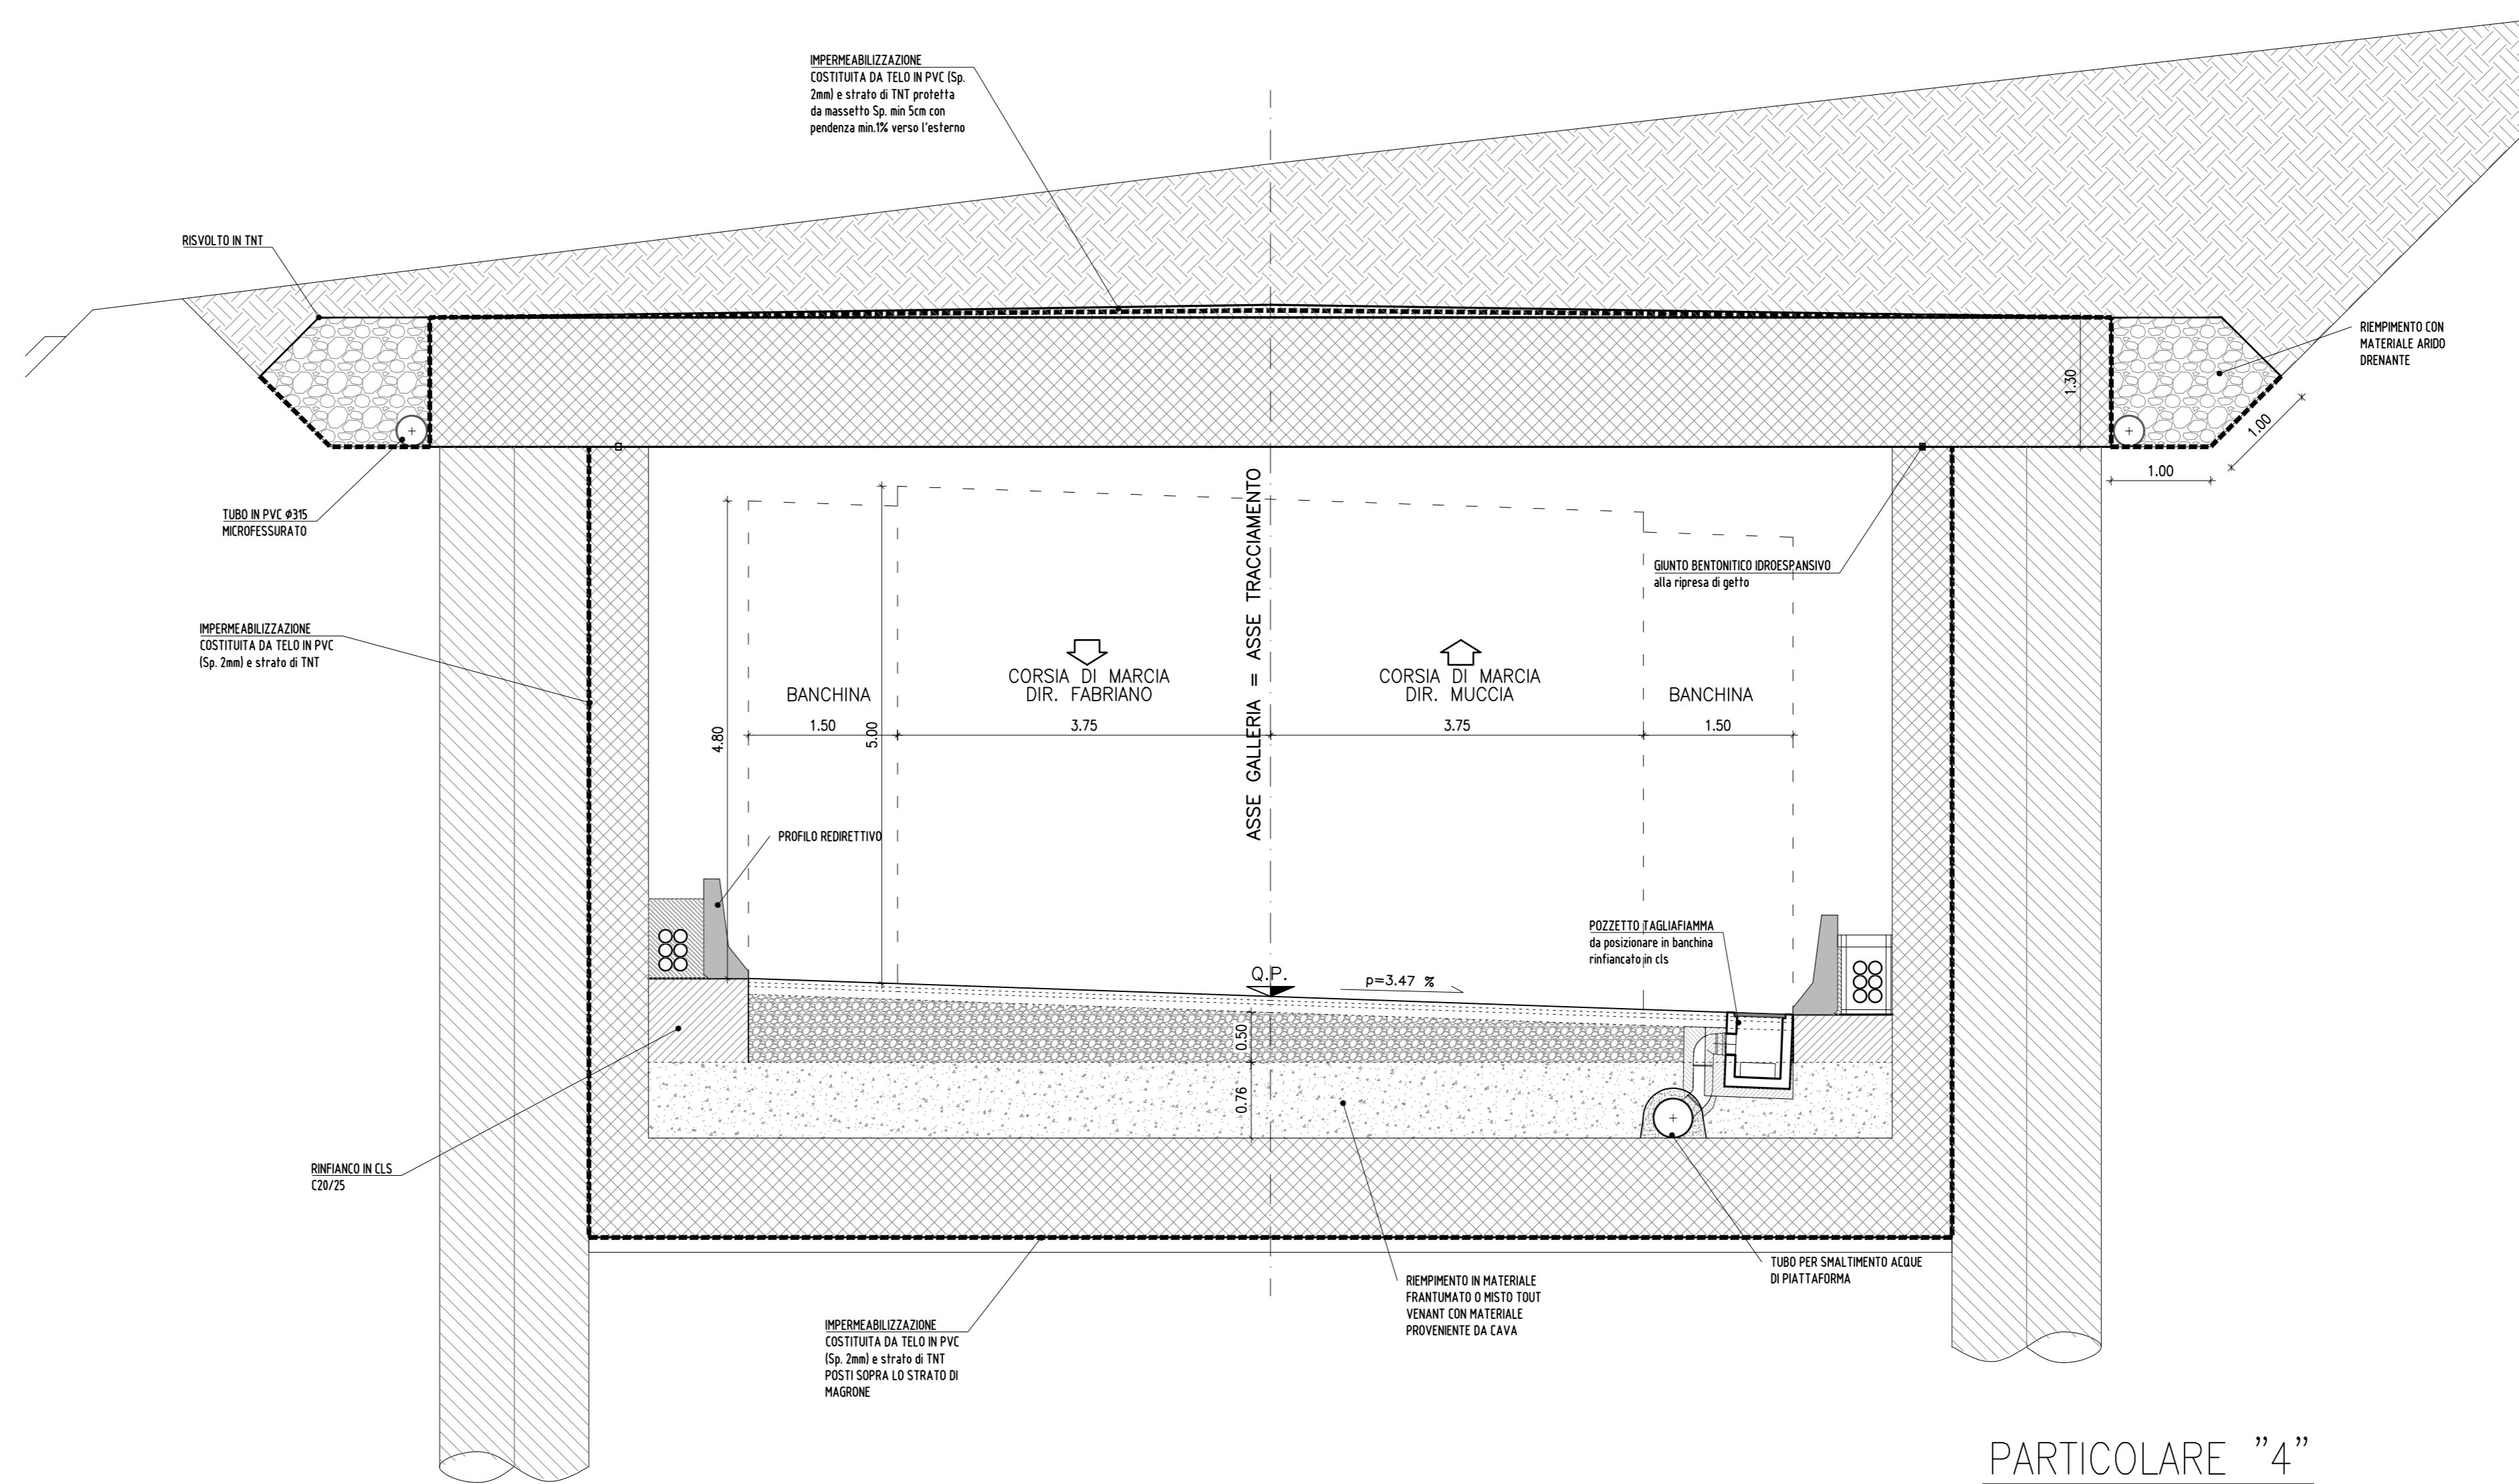 IMPERMEABILIZZAZIONE
COSTITUITA DA TELO IN PVC (Sp.
2mm) e strato di TNT protetta
da massetto Sp. min 5cm con
pendenza min.1% verso l'esterno
RISVOLTO IN TNT
RIEMPIMENTO CON
MATERIALE ARIDO
DRENANTE
1.30
1.00
1.00
TUBO IN PVC φ315
MICROFESSURATO
ASSE GALLERIA = ASSE TRACCIAMENTO
GIUNTO BENTONITICO IDROESPANSIVO
alla ripresa di getto
IMPERMEABILIZZAZIONE
COSTITUITA DA TELO IN PVC
(Sp. 2mm) e strato di TNT
CORSIA DI MARCIA
DIR. FABRIANO
CORSIA DI MARCIA
DIR. MUCCIA
BANCHINA
BANCHINA
1.50
3.75
3.75
1.50
4.80
5.00
PROFILO REDIRETTIVO
POZZETTO TAGLIAFIAMMA
da posizionare in banchina
rinfiancato in cls
Q.P.
p=3.47 %
0.50
0.76
RINFIANCO IN CLS
C20/25
TUBO PER SMALTIMENTO ACQUE
DI PIATTAFORMA
RIEMPIMENTO IN MATERIALE
FRANTUMATO O MISTO TOUT
VENANT CON MATERIALE
PROVENIENTE DA CAVA
IMPERMEABILIZZAZIONE
COSTITUITA DA TELO IN PVC
(Sp. 2mm) e strato di TNT
POSTI SOPRA LO STRATO DI
MAGRONE
PARTICOLARE "4"